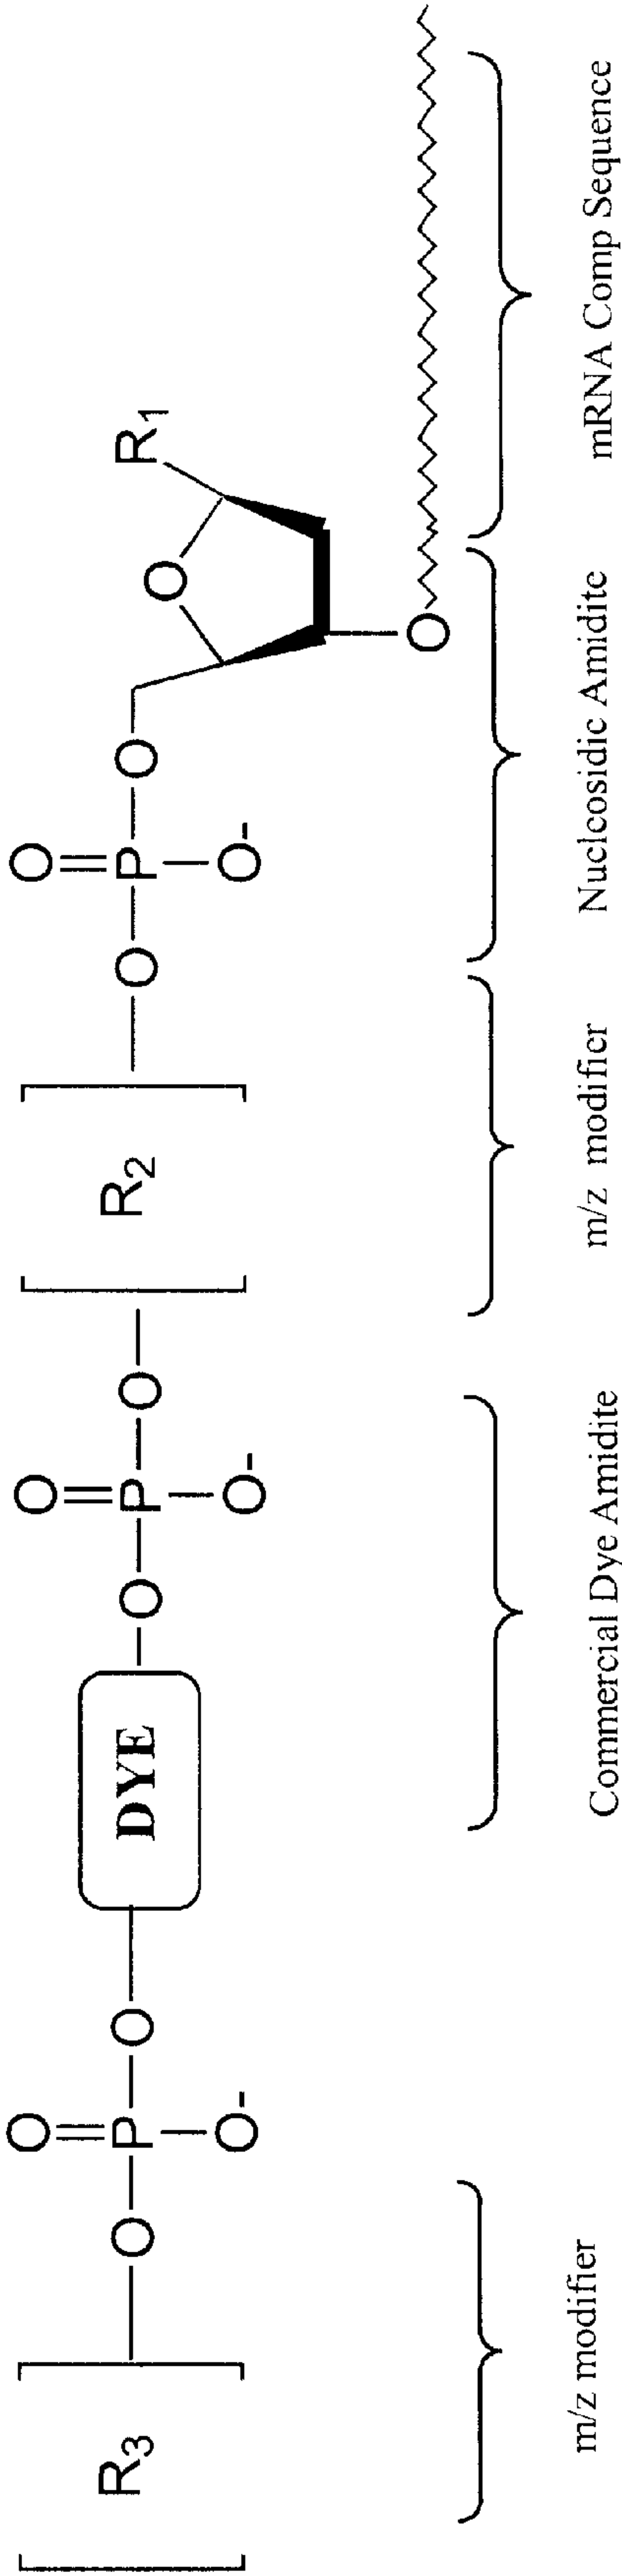 O O O
R3 O P O DYE O P O R2 O P O O R1
O- O- O- O
m/z modifier Commercial Dye Amidite m/z modifier Nucleosidic Amidite mRNA Comp Sequence